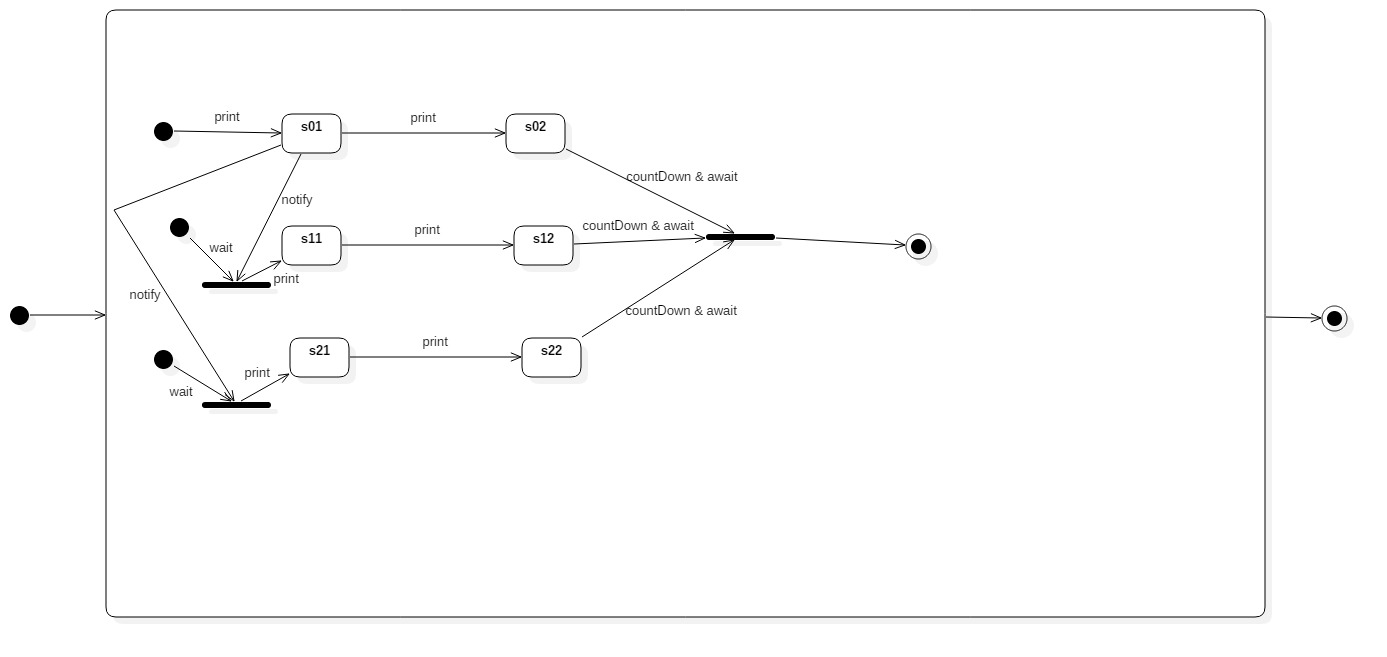 print
s01
print
s02
countDown & await
notify
wait
s11
print
s12
countDown & await
print
notify
countDown & await
wait
print
s21
print
s22